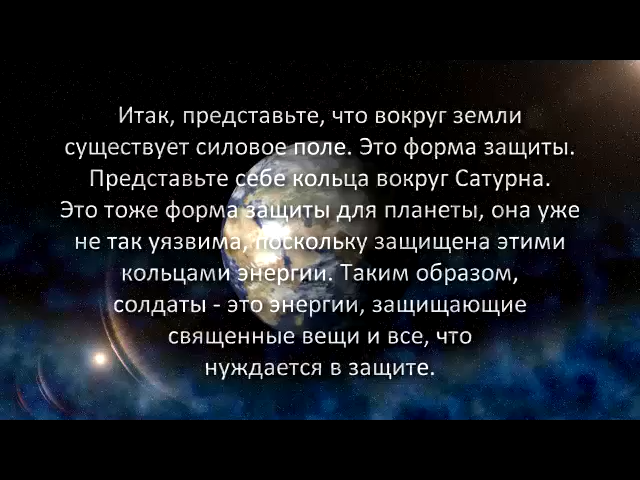 Итак, представьте, что вокруг земли
существует силовое поле. Это форма защиты.
Представьте себе кольца вокруг Сатурна.
Это тоже форма защиты для планеты, она уже
не так уязвима, поскольку защищена этими
кольцами энергии. Таким образом,
солдаты - это энергии, защищающие
священные вещи и все, что
нуждается в защите.